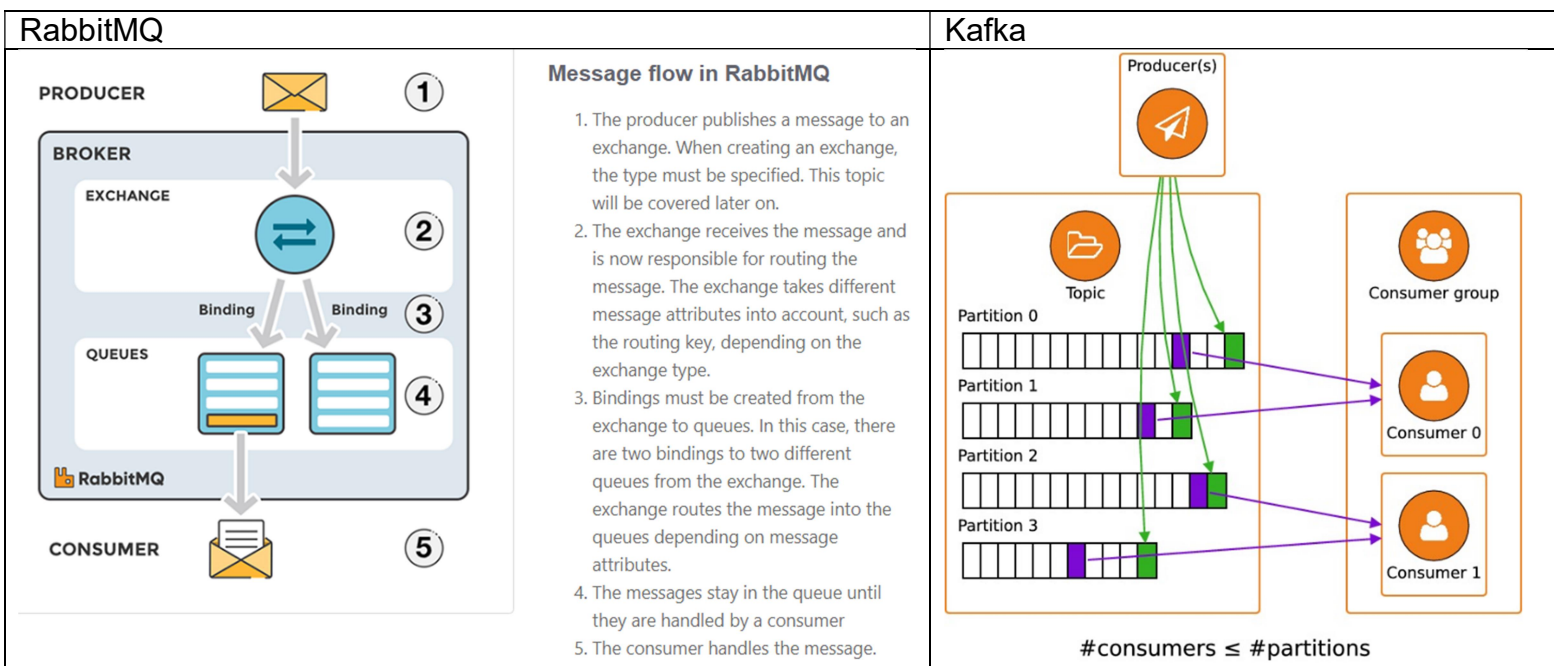 RabbitMQ
PRODUCER
1
BROKER
EXCHANGE
2
Binding
Binding
3
QUEUES
4
RabbitMQ
CONSUMER
5
Message flow in RabbitMQ
1. The producer publishes a message to an
exchange. When creating an exchange,
the type must be specified. This topic
will be covered later on.
2. The exchange receives the message and
is now responsible for routing the
message. The exchange takes different
message attributes into account, such as
the routing key, depending on the
exchange type.
3. Bindings must be created from the
exchange to queues. In this case, there
are two bindings to two different
queues from the exchange. The
exchange routes the message into the
queues depending on message
attributes.
4. The messages stay in the queue until
they are handled by a consumer
5. The consumer handles the message.
Kafka
Producer(s)
Topic
Consumer group
Partition 0
Partition 1
Consumer 0
Partition 2
Partition 3
Consumer 1
#consumers ≤ #partitions